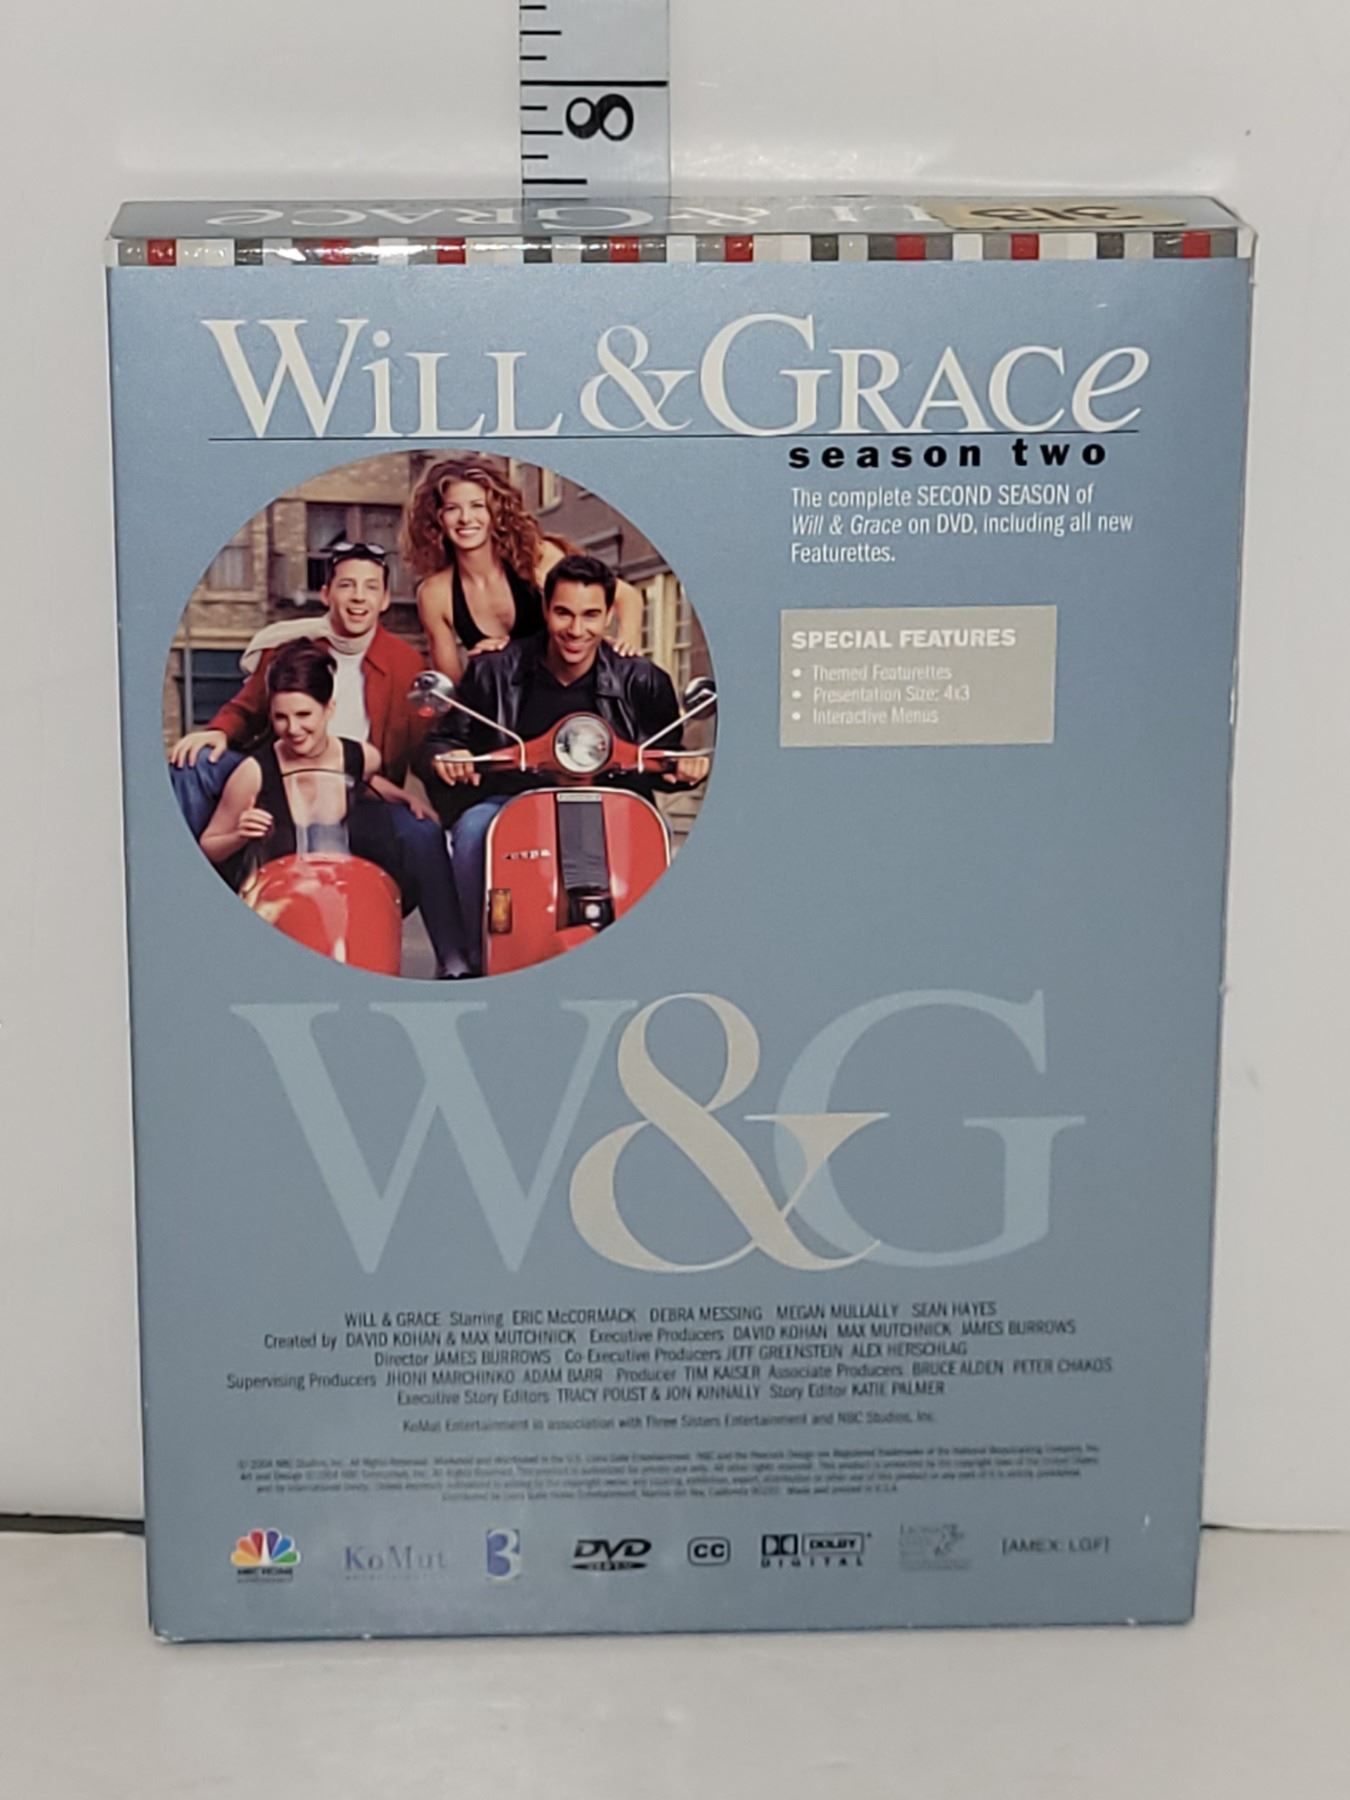 8
WiLL & GRACe
WiLL & GRACe
season two
The complete SECOND SEASON of
Will & Grace on DVD, including all new
Featurettes.
SPECIAL FEATURES
• Themed Featurettes
• Presentation Size: 4x3
• Interactive Menus
W&G
WILL & GRACE Starring ERIC McCORMACK DEBRA MESSING MEGAN MULLALLY SEAN HAYES
Created by DAVID KOHAN & MAX MUTCHNICK Executive Producers DAVID KOHAN MAX MUTCHNICK JAMES BURROWS
Director JAMES BURROWS Co-Executive Producers JEFF GREENSTEIN ALEX HERSCHLAG
Supervising Producers JHONI MARCHINKO ADAM BARR Producer TIM KAISER Associate Producers BRUCE ALDEN PETER CHAKOS
Executive Story Editors TRACY POUST & JON KINNALLY Story Editor KATIE PALMER
KoMut Entertainment in association with Three Sisters Entertainment and NBC Studios, Inc.
KoMut
3
DVD
CC
DOLBY
DIGITAL
[AMEX: LGF]